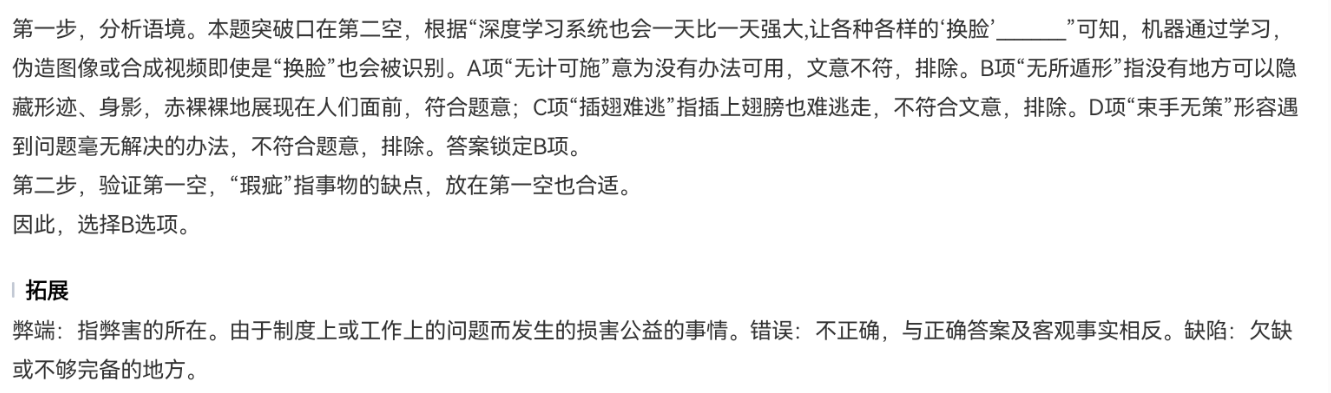 第一步，分析语境。本题突破口在第二空，根据“深度学习系统也会一天比一天强大,让各种各样的‘换脸’______”可知，机器通过学习，
伪造图像或合成视频即使是“换脸”也会被识别。A项“无计可施”意为没有办法可用，文意不符，排除。B项“无所遁形”指没有地方可以隐
藏形迹、身影，赤裸裸地展现在人们面前，符合题意；C项“插翅难逃”指插上翅膀也难逃走，不符合文意，排除。D项“束手无策”形容遇
到问题毫无解决的办法，不符合题意，排除。答案锁定B项。
第二步，验证第一空，“瑕疵”指事物的缺点，放在第一空也合适。
因此，选择B选项。
拓展
弊端：指弊害的所在。由于制度上或工作上的问题而发生的损害公益的事情。错误：不正确，与正确答案及客观事实相反。缺陷：欠缺
或不够完备的地方。